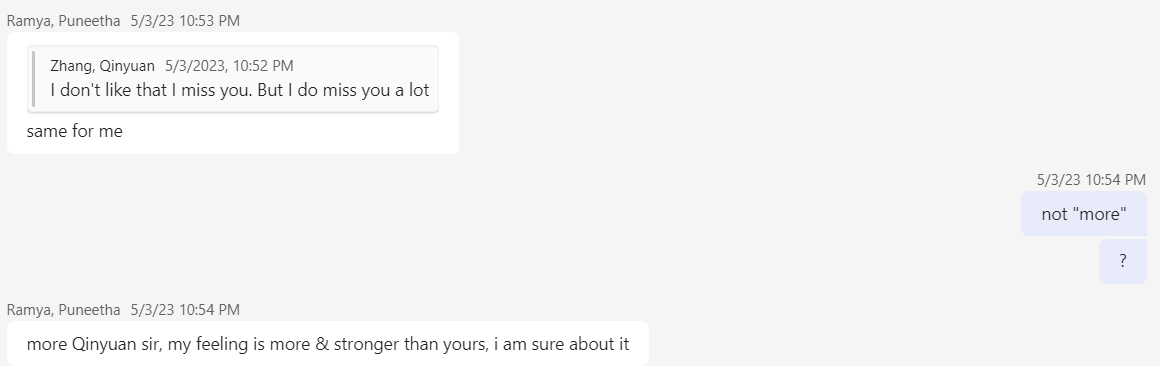 Ramya, Puneetha 5/3/23 10:53 PM
Zhang, Qinyuan 5/3/2023, 10:52 PM
I don't like that I miss you. But I do miss you a lot
same for me
5/3/23 10:54 PM
not "more"
?
Ramya, Puneetha 5/3/23 10:54 PM
more Qinyuan sir, my feeling is more & stronger than yours, i am sure about it